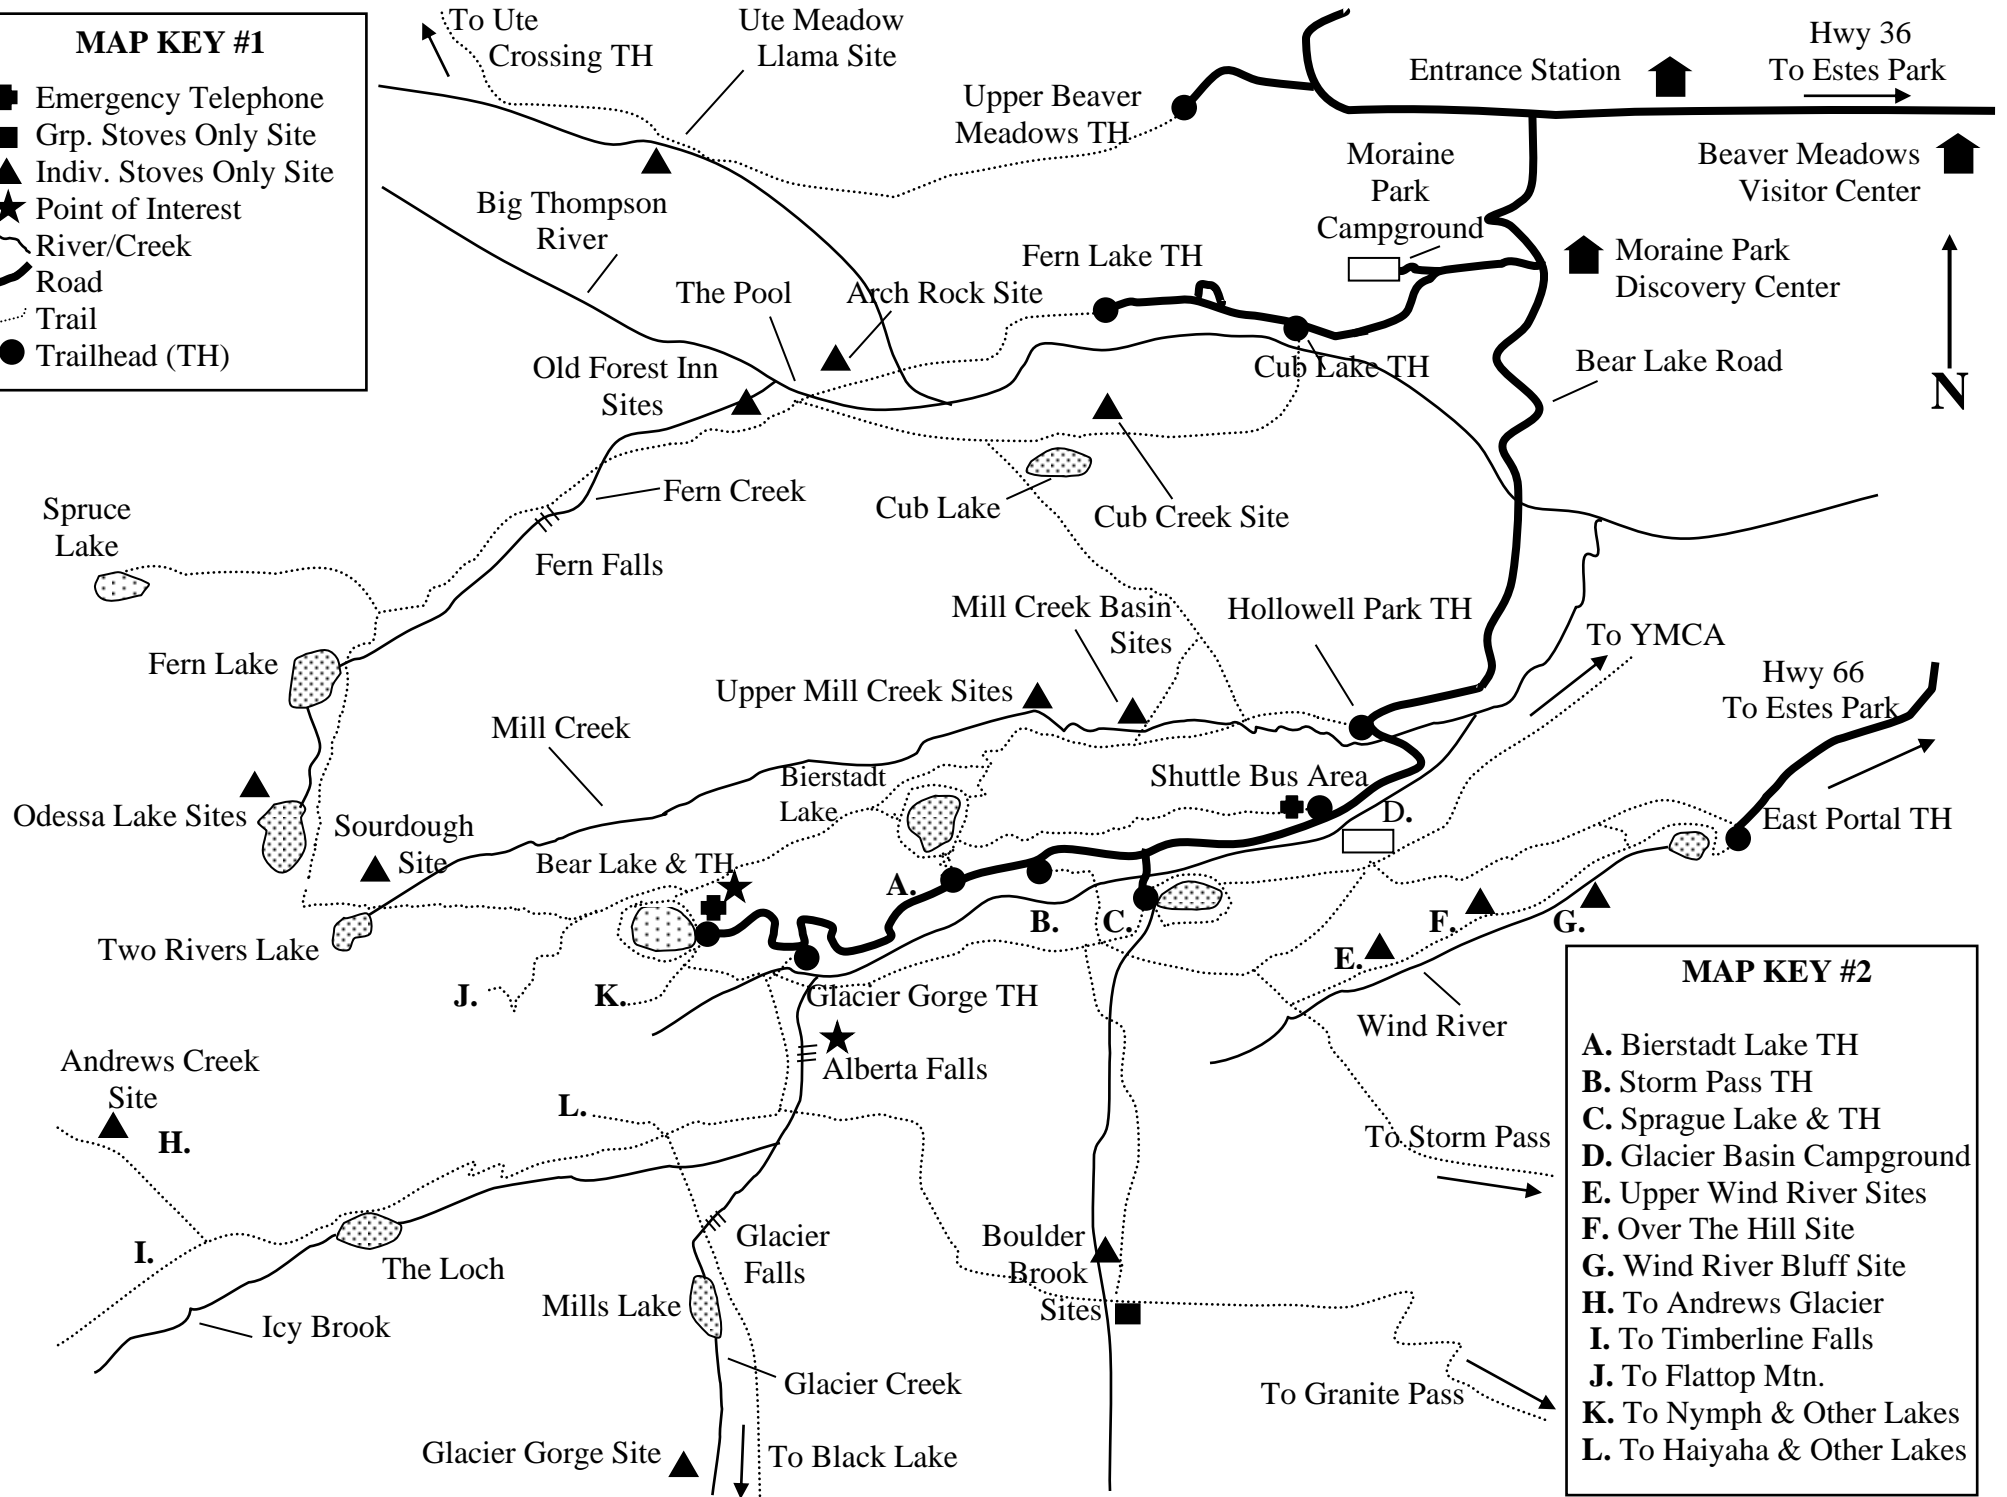 MAP KEY #1
Emergency Telephone
Grp. Stoves Only Site
Indiv. Stoves Only Site
Point of Interest
River/Creek
Road
Trail
Trailhead (TH)
To Ute
Crossing TH
Ute Meadow
Llama Site
Upper Beaver
Meadows TH
Entrance Station
Hwy 36
To Estes Park
Moraine
Park
Campground
Beaver Meadows
Visitor Center
Big Thompson
River
Fern Lake TH
Moraine Park
Discovery Center
The Pool
Arch Rock Site
Old Forest Inn
Sites
Cub Lake TH
Bear Lake Road
N
Fern Creek
Cub Lake
Cub Creek Site
Spruce
Lake
Fern Falls
Mill Creek Basin
Sites
Hollowell Park TH
To YMCA
Fern Lake
Upper Mill Creek Sites
Hwy 66
To Estes Park
Mill Creek
Bierstadt
Lake
Shuttle Bus Area
D.
Odessa Lake Sites
Sourdough
Site
East Portal TH
Bear Lake & TH
A.
B.
C.
F.
G.
Two Rivers Lake
E.
J.
K.
Glacier Gorge TH
Wind River
Andrews Creek
Site
Alberta Falls
L.
H.
To Storm Pass
I.
The Loch
Glacier
Falls
Boulder
Brook
Sites
Mills Lake
Icy Brook
Glacier Creek
To Granite Pass
Glacier Gorge Site
To Black Lake
MAP KEY #2
A. Bierstadt Lake TH
B. Storm Pass TH
C. Sprague Lake & TH
D. Glacier Basin Campground
E. Upper Wind River Sites
F. Over The Hill Site
G. Wind River Bluff Site
H. To Andrews Glacier
I. To Timberline Falls
J. To Flattop Mtn.
K. To Nymph & Other Lakes
L. To Haiyaha & Other Lakes